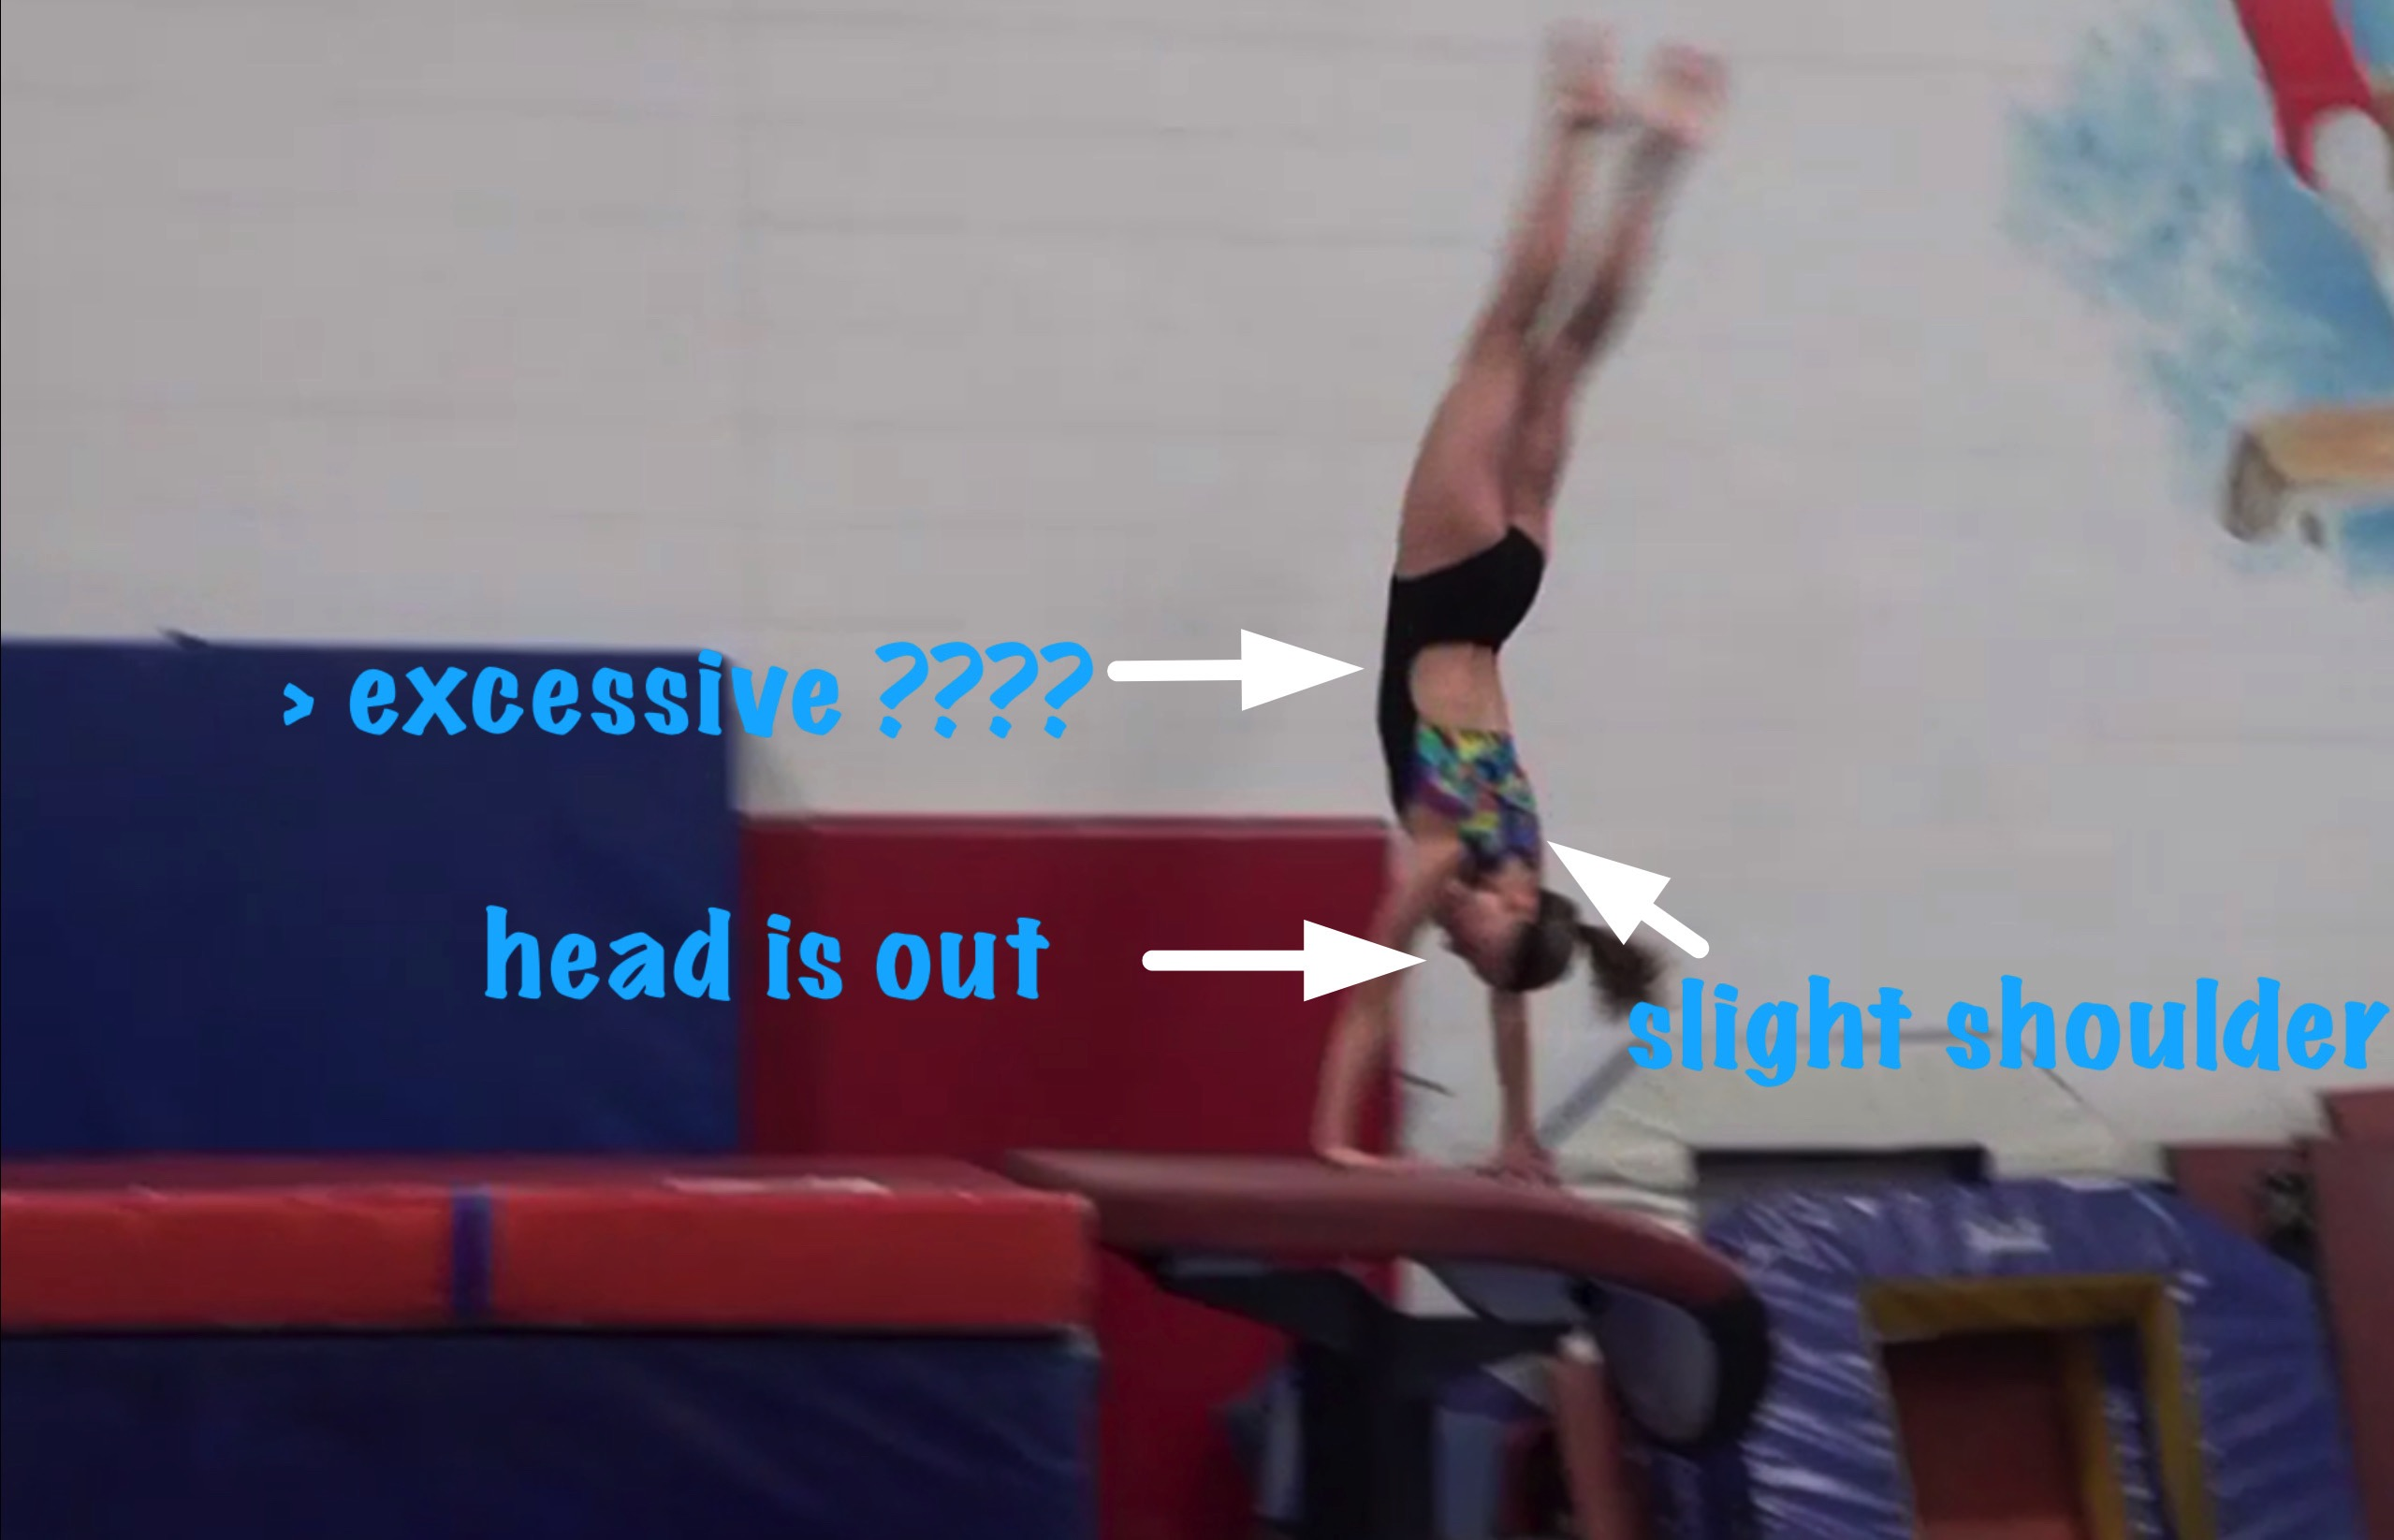 > excessive ????
head is out
slight shoulder